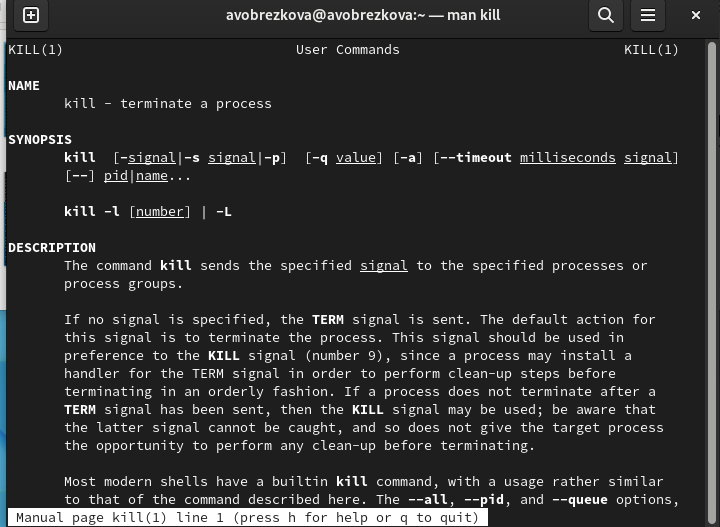 avobrezkova@avobrezkova:~ — man kill
KILL(1) User Commands KILL(1)
NAME
kill - terminate a process
SYNOPSIS
kill [-signal|-s signal|-p] [-q value] [-a] [--timeout milliseconds signal]
[--] pid|name...
kill -l [number] | -L
DESCRIPTION
The command kill sends the specified signal to the specified processes or
process groups.
If no signal is specified, the TERM signal is sent. The default action for
this signal is to terminate the process. This signal should be used in
preference to the KILL signal (number 9), since a process may install a
handler for the TERM signal in order to perform clean-up steps before
terminating in an orderly fashion. If a process does not terminate after a
TERM signal has been sent, then the KILL signal may be used; be aware that
the latter signal cannot be caught, and so does not give the target process
the opportunity to perform any clean-up before terminating.
Most modern shells have a builtin kill command, with a usage rather similar
to that of the command described here. The --all, --pid, and --queue options,
Manual page kill(1) line 1 (press h for help or q to quit)